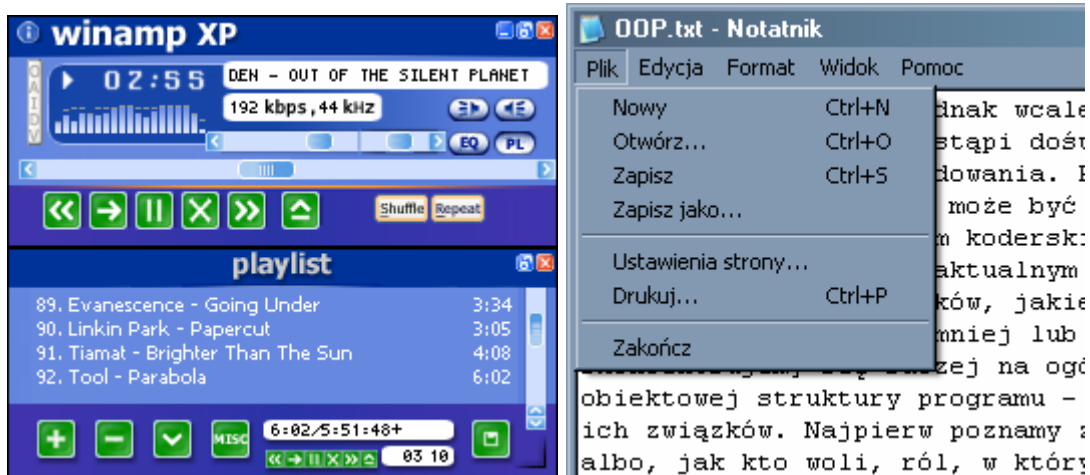 winamp XP
OAIDV
02:55
DEN - OUT OF THE SILENT PLANET
192 kbps, 44 kHz
EQ
PL
Shuffle
Repeat
playlist
89. Evanescence - Going Under 3:34
90. Linkin Park - Papercut 3:05
91. Tiamat - Brighter Than The Sun 4:08
92. Tool - Parabola 6:02
MISC
6:02/5:51:48+
03 10
OOP.txt - Notatnik
Plik Edycja Format Widok Pomoc
Nowy Ctrl+N
Otwórz... Ctrl+O
Zapisz Ctrl+S
Zapisz jako...
Ustawienia strony...
Drukuj... Ctrl+P
Zakończ
dnak wcale
stąpi
dowania.
może być
m
aktualnym
ków, jakie
mniej lub
zej na
obiektowej struktury programu -
ich związków. Najpierw poznamy
albo, jak kto woli, ról, w